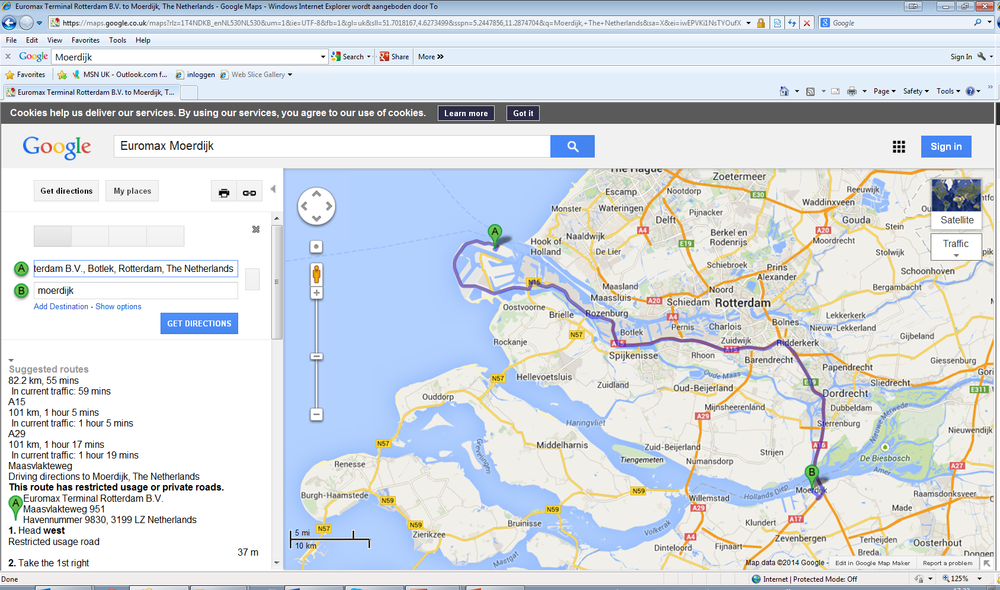 Euromax Terminal Rotterdam B.V. to Moerdijk, The Netherlands - Google Maps - Windows Internet Explorer wordt aangeboden door To
https://maps.google.co.uk/maps?rlz=1T4NDKB_enNL530NL530&um=1&ie=UTF-8&fb=1&gl=uk&sll=51.7018167,4.6273499&sspn=5.2447856,11.2874704&q=Moerdijk,+The+Netherlands&sa=X&ei=iwEPVKi1NsTYOufX
Google
File Edit View Favorites Tools Help
Google Moerdijk Search Share More »
Sign In
Favorites MSN UK - Outlook.com f... inloggen Web Slice Gallery
Euromax Terminal Rotterdam B.V. to Moerdijk, T...
Page Safety Tools
Cookies help us deliver our services. By using our services, you agree to our use of cookies. Learn more Got it
Google Euromax Moerdijk Sign in
Get directions My places
A terdam B.V., Botlek, Rotterdam, The Netherlands
B moerdijk
Add Destination - Show options
GET DIRECTIONS
Suggested routes
82.2 km, 55 mins
In current traffic: 59 mins
A15
101 km, 1 hour 5 mins
In current traffic: 1 hour 5 mins
A29
101 km, 1 hour 17 mins
In current traffic: 1 hour 19 mins
Maasvlakteweg
Driving directions to Moerdijk, The Netherlands
This route has restricted usage or private roads.
A Euromax Terminal Rotterdam B.V.
Maasvlakteweg 951
Havennummer 9830, 3199 LZ Netherlands
1. Head west
Restricted usage road
37 m
2. Take the 1st right
The Hague
Zoetermeer
Escamp
Nootdorp
E30
Reeuwijk
Waddinxveen
Monster
Wateringen
Pijnacker
Delft
Gouda
Satellite
Stein
A
A4
Berkel en
Rodenrijs
A20
Naaldwijk
Hook of
Holland
E19
Moordrecht
Traffic
De Lier
Stolwijk
Schiebroek
Prins
Alexander
Schoonhoven
N15
Maasland
Noord
Bergambacht
Maassluis
A20
Schiedam
Rotterdam
Oostvoorne
Brielle
Rozenburg
A4
Lekkerkerk
Bolnes
Pernis
Charlois
Nieuw-Lekkerland
Botlek
N57
Gijbeland
Rockanje
A15
Zuidwijk
Ridderkerk
A15
Spijkenisse
Rhoon
Barendrecht
Giessenburg
Papendrecht
Oude Maas
N57
Hellevoetsluis
Zuidland
E19
Sliedrecht
Oud-Beijerland
E311
Dordrecht
Ouddorp
Mijnsheerenland
Dubbeldam
A29
Haringvliet
Sterrenburg
Nieuwe Merwede
Nieuwendijk
N57
Middelharnis
Zuid-Beijerland
A16
Grevelingen
Strijen
Tiengemeten
Numansdorp
De Biesbosch
Renesse
A27
Amer
B
Moerdijk
Burgh-Haamstede
N59
Hollands Diep
Raamsdonksveer
Willemstad
N59
A29
Made
N59
Bruinisse
Klundert
A17
5 mi
N57
N59
Zierikzee
Volkerak
10 km
A4
Zevenbergen
Terheijden
Oosterhout
Dinteloord
Fijnaart
Mastgat
Breda
Dongen
Map data ©2014 Google - Edit in Google Map Maker Report a problem
Done Internet | Protected Mode: Off 125%